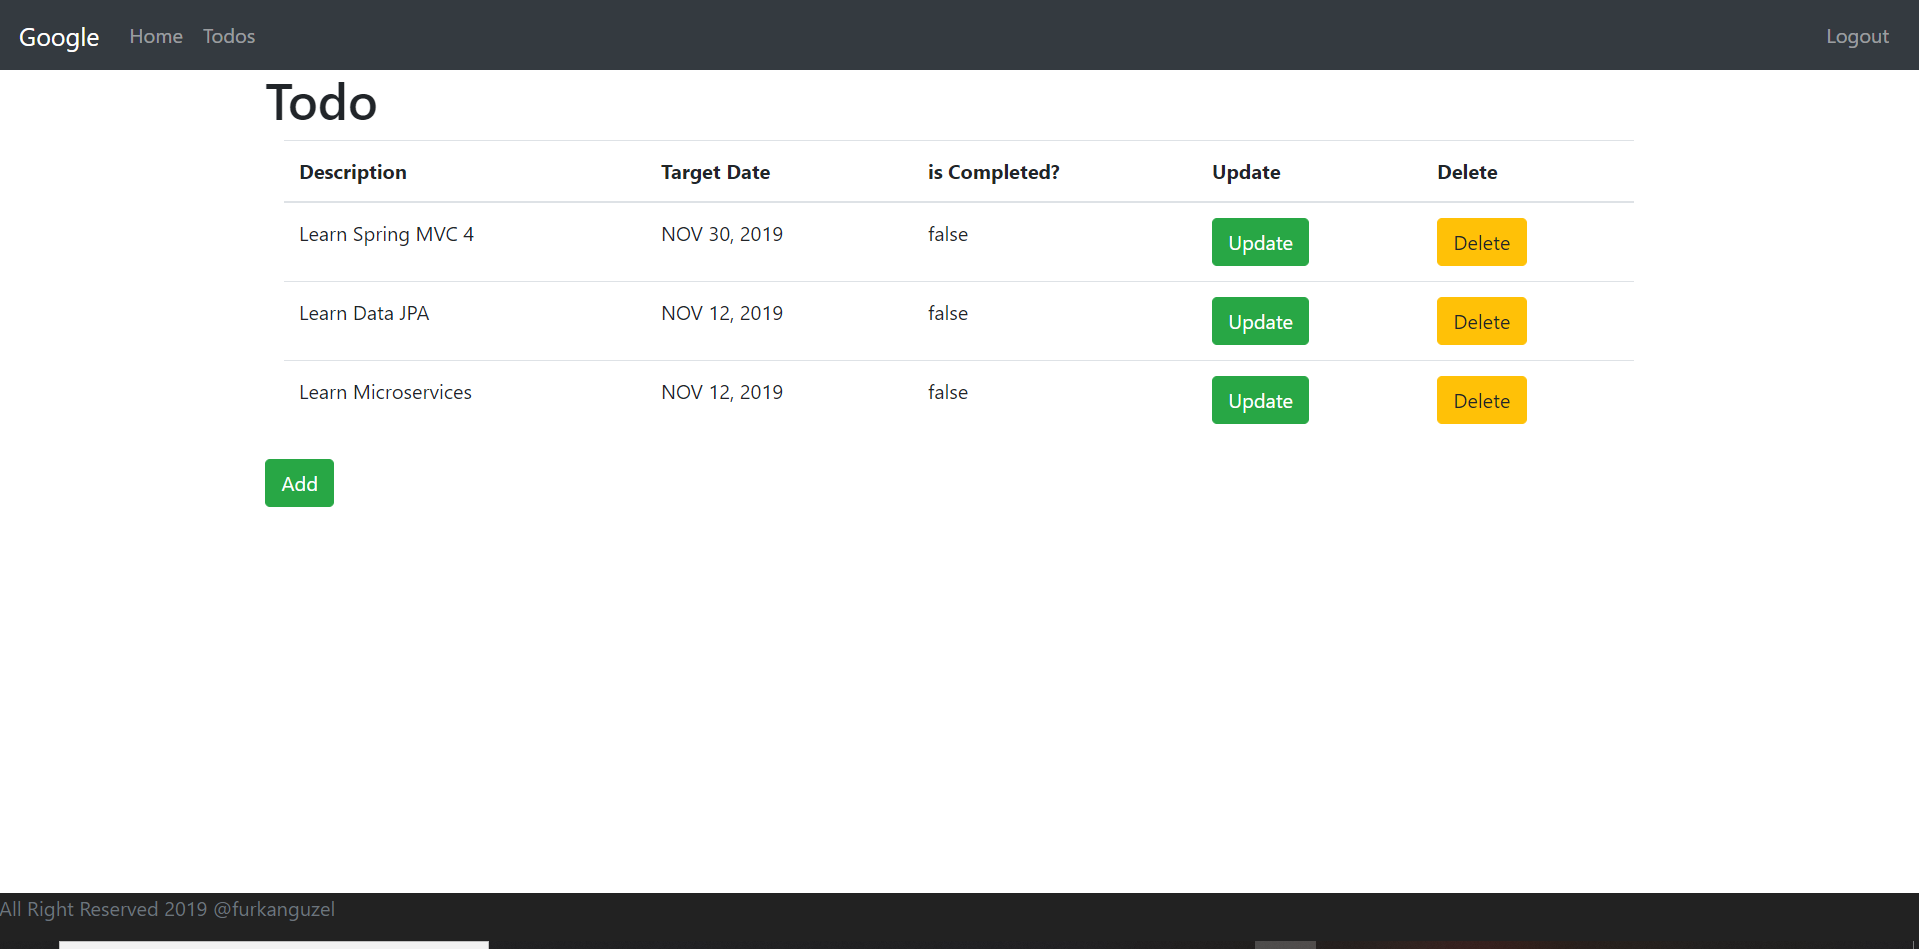 Google Home Todos Logout
Todo
Description Target Date is Completed? Update Delete
Learn Spring MVC 4 NOV 30, 2019 false Update Delete
Learn Data JPA NOV 12, 2019 false Update Delete
Learn Microservices NOV 12, 2019 false Update Delete
Add
All Right Reserved 2019 @furkanguzel